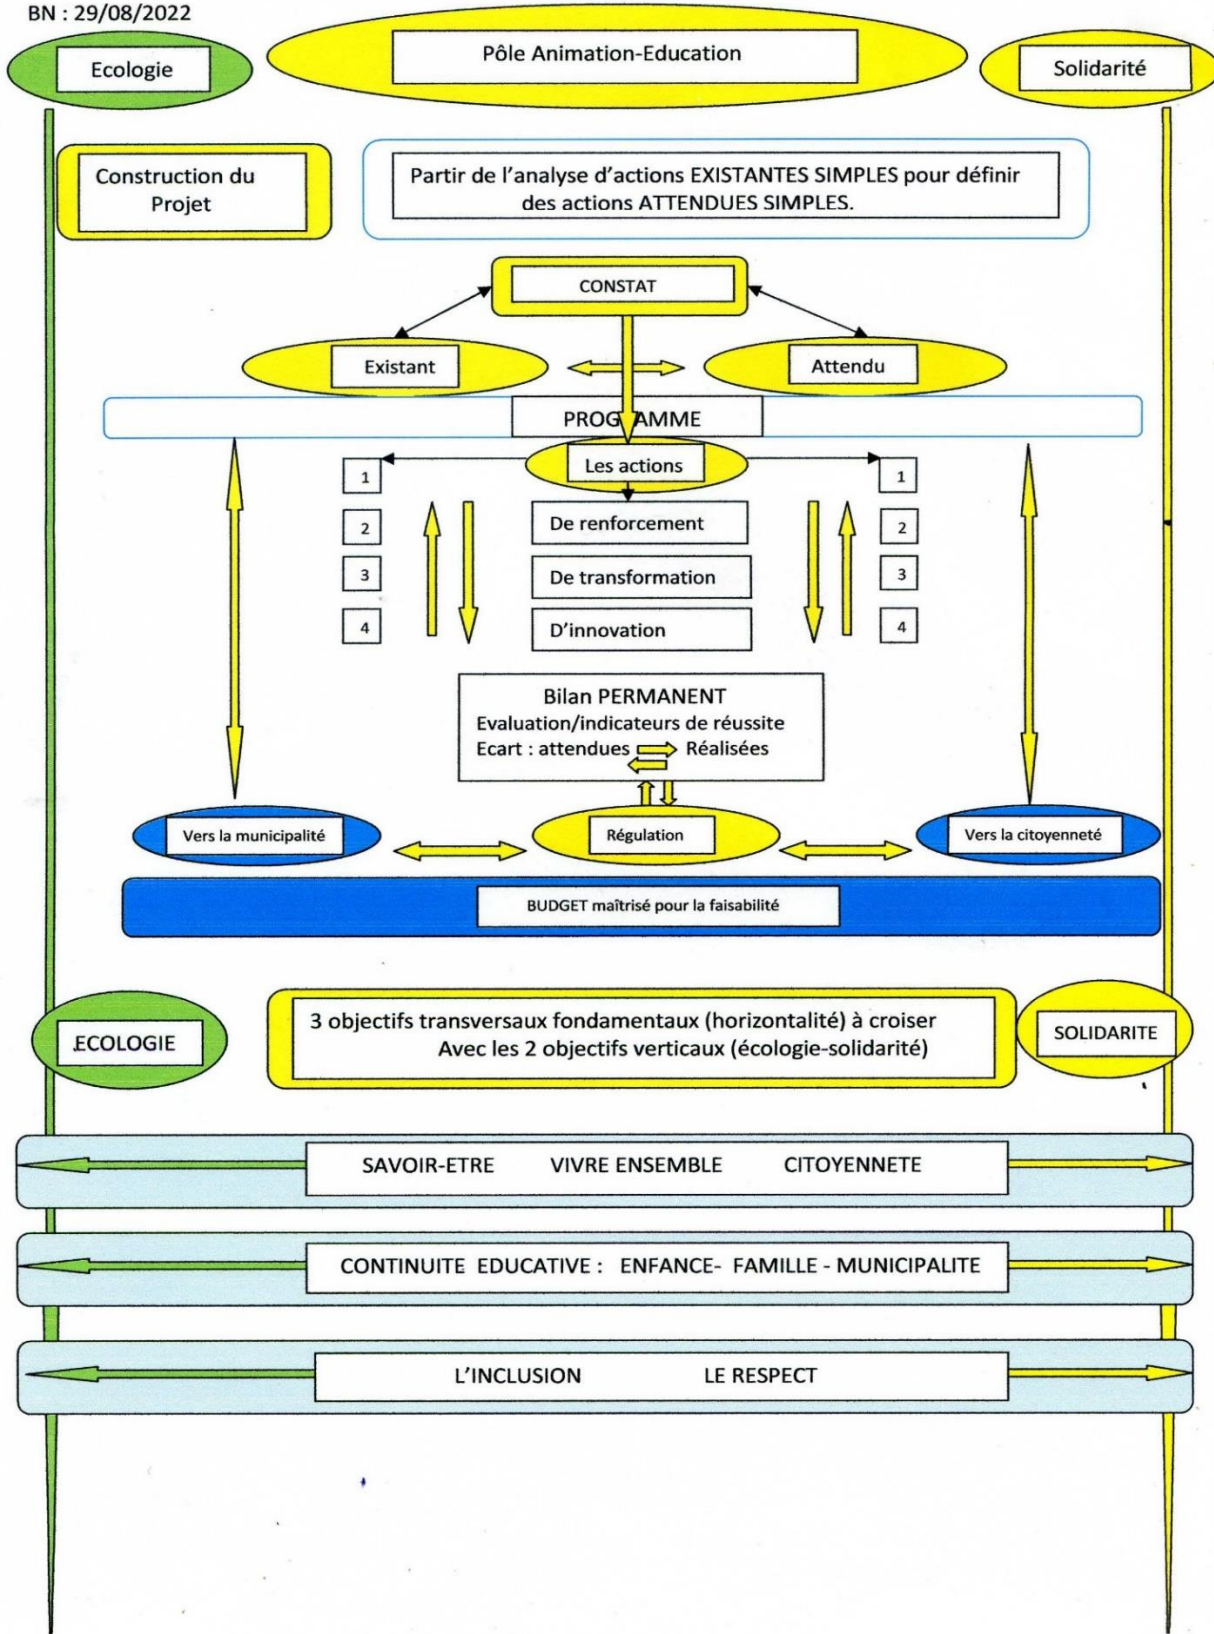 BN : 29/08/2022
Ecologie
Pôle Animation-Education
Solidarité
Construction du
Projet
Partir de l'analyse d'actions EXISTANTES SIMPLES pour définir
des actions ATTENDUES SIMPLES.
CONSTAT
Existant
Attendu
PROGRAMME
Les actions
1
1
2
De renforcement
2
3
De transformation
3
4
D'innovation
4
Bilan PERMANENT
Evaluation/indicateurs de réussite
Ecart : attendues Réalisées
Vers la municipalité
Régulation
Vers la citoyenneté
BUDGET maîtrisé pour la faisabilité
ECOLOGIE
3 objectifs transversaux fondamentaux (horizontalité) à croiser
Avec les 2 objectifs verticaux (écologie-solidarité)
SOLIDARITE
SAVOIR-ETRE VIVRE ENSEMBLE CITOYENNETE
CONTINUITE EDUCATIVE : ENFANCE- FAMILLE - MUNICIPALITE
L'INCLUSION LE RESPECT